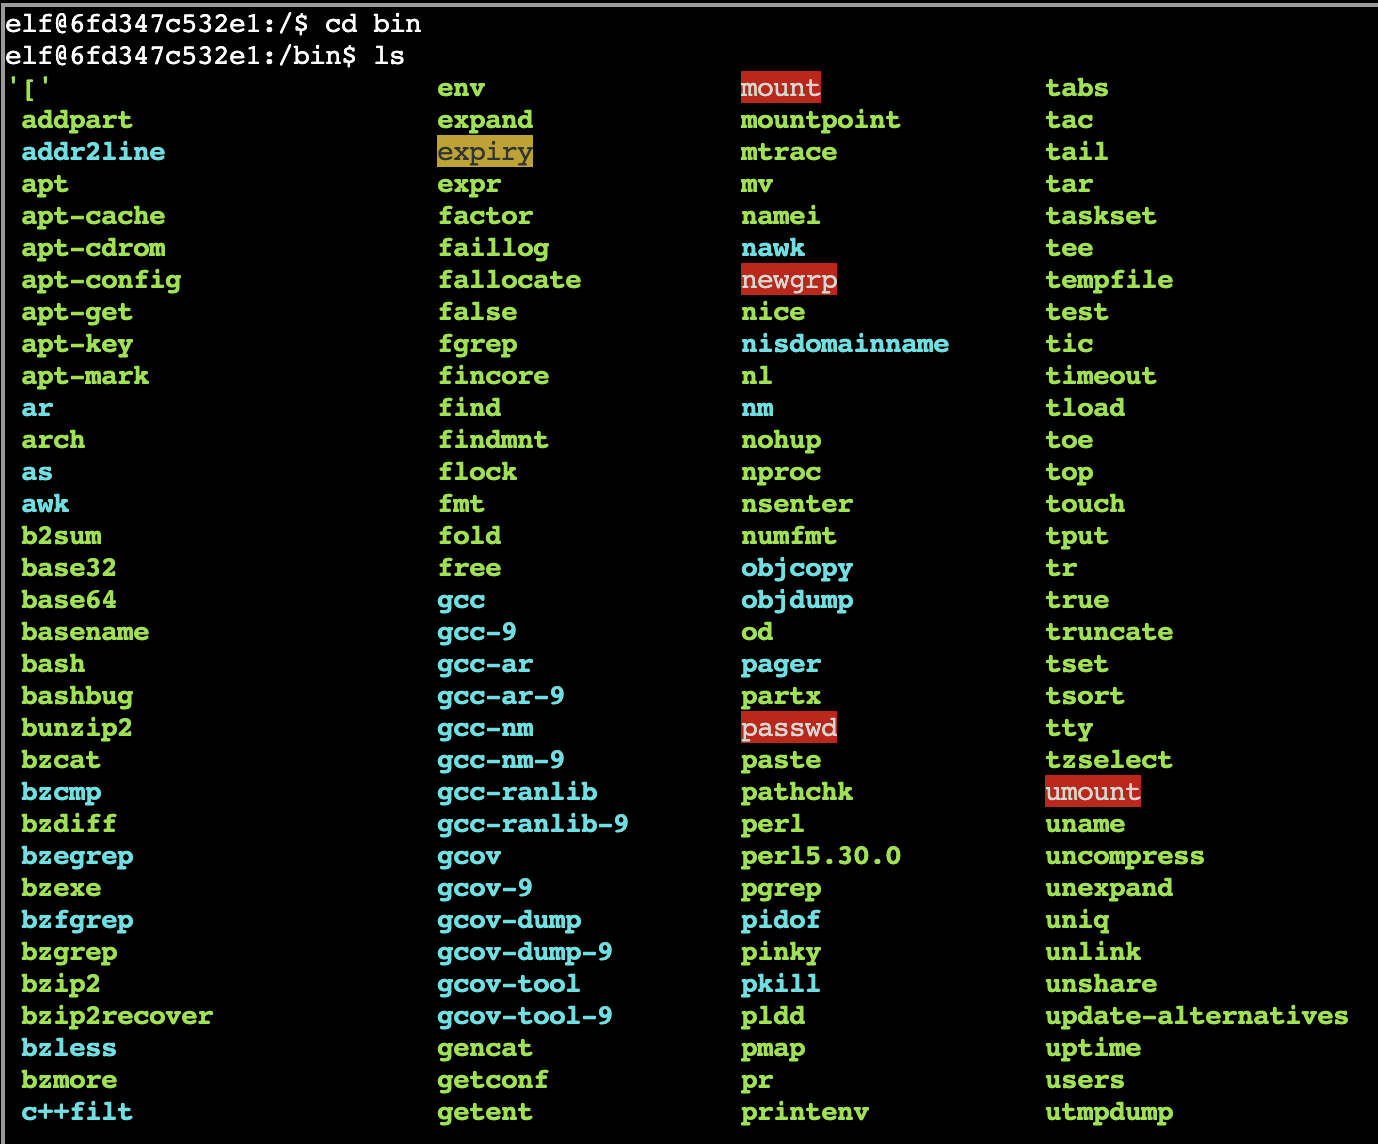 elf@6fd347c532e1:/$ cd bin
elf@6fd347c532e1:/bin$ ls
'[' env mount tabs
addpart expand mountpoint tac
addr2line expiry mtrace tail
apt expr mv tar
apt-cache factor namei taskset
apt-cdrom faillog nawk tee
apt-config fallocate newgrp tempfile
apt-get false nice test
apt-key fgrep nisdomainname tic
apt-mark fincore nl timeout
ar find nm tload
arch findmnt nohup toe
as flock nproc top
awk fmt nsenter touch
b2sum fold numfmt tput
base32 free objcopy tr
base64 gcc objdump true
basename gcc-9 od truncate
bash gcc-ar pager tset
bashbug gcc-ar-9 partx tsort
bunzip2 gcc-nm passwd tty
bzcat gcc-nm-9 paste tzselect
bzcmp gcc-ranlib pathchk umount
bzdiff gcc-ranlib-9 perl uname
bzegrep gcov perl5.30.0 uncompress
bzexe gcov-9 pgrep unexpand
bzfgrep gcov-dump pidof uniq
bzgrep gcov-dump-9 pinky unlink
bzip2 gcov-tool pkill unshare
bzip2recover gcov-tool-9 pldd update-alternatives
bzless gencat pmap uptime
bzmore getconf pr users
c++filt getent printenv utmpdump